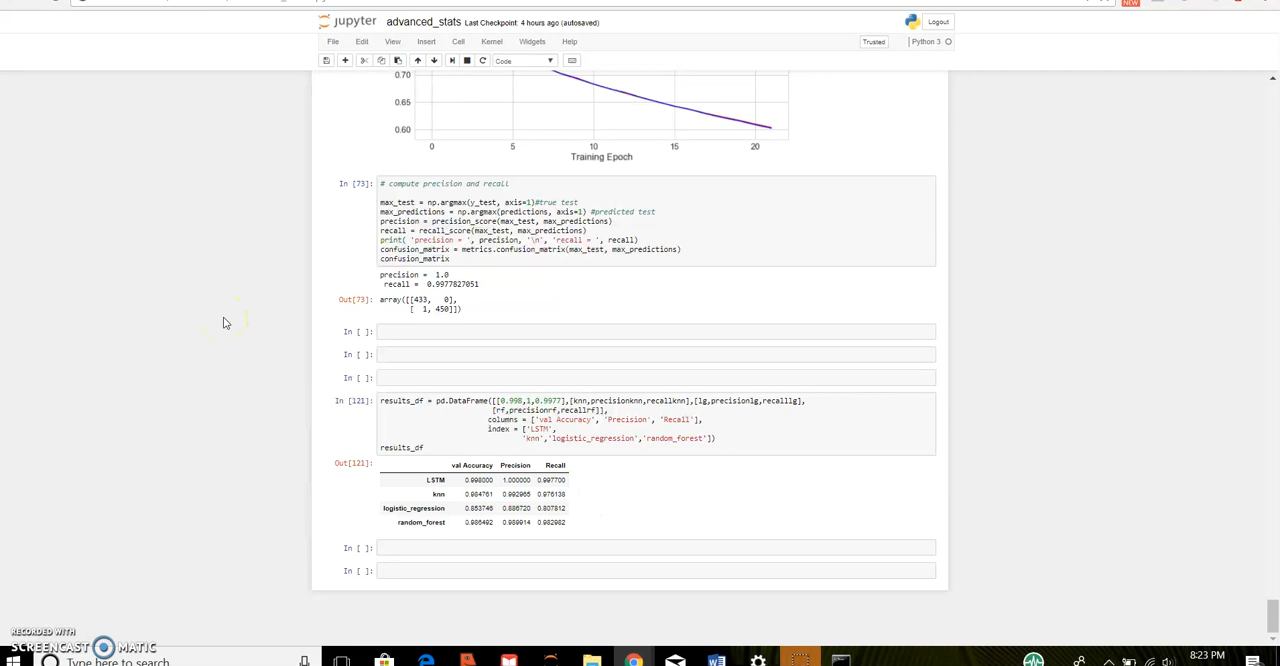 NEW
jupyter advanced_stats Last Checkpoint: 4 hours ago (autosaved) Logout
File Edit View Insert Cell Kernel Widgets Help Trusted Python 3
Code
0.70
0.65
0.60
0 5 10 15 20
Training Epoch
In [73]: # compute precision and recall
max_test = np.argmax(y_test, axis=1)#true test
max_predictions = np.argmax(predictions, axis=1) #predicted test
precision = precision_score(max_test, max_predictions)
recall = recall_score(max_test, max_predictions)
print( 'precision = ', precision, '\n', 'recall = ', recall)
confusion_matrix = metrics.confusion_matrix(max_test, max_predictions)
confusion_matrix
precision = 1.0
recall = 0.9977827051
Out[73]: array([[433, 0],
[ 1, 450]])
In [ ]:
In [ ]:
In [ ]:
In [121]: results_df = pd.DataFrame([[0.998,1,0.9977],[knn,precisionknn,recallknn],[lg,precisionlg,recalllg],
[rf,precisionrf,recallrf]],
columns = ['val Accuracy', 'Precision', 'Recall'],
index = ['LSTM',
'knn','logistic_regression','random_forest'])
results_df
Out[121]:
val Accuracy Precision Recall
LSTM 0.998000 1.000000 0.997700
knn 0.984761 0.992965 0.976138
logistic_regression 0.853746 0.886720 0.807812
random_forest 0.986492 0.989914 0.982982
In [ ]:
In [ ]:
RECORDED WITH
SCREENCAST MATIC
Type here to search
8:23 PM